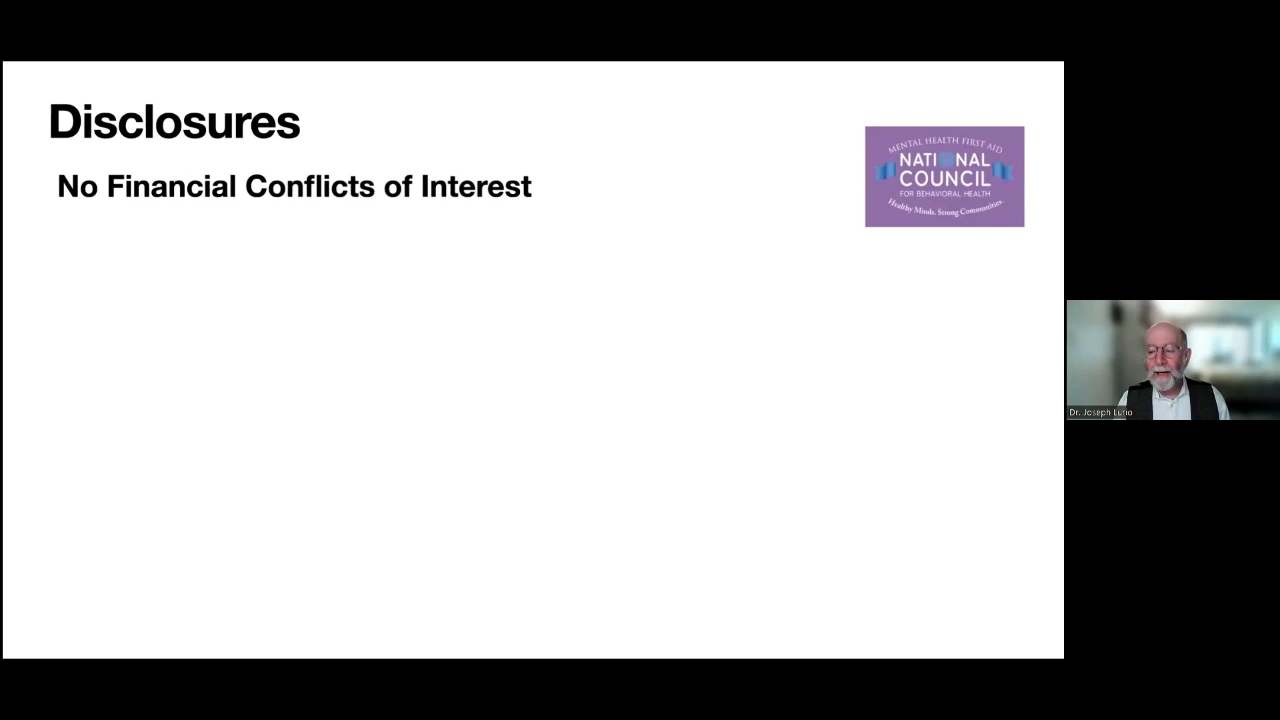 Disclosures
No Financial Conflicts of Interest
MENTAL HEALTH FIRST AID
NATIONAL
COUNCIL
FOR BEHAVIORAL HEALTH
Healthy Minds. Strong Communities.
Dr. Joseph Lurio